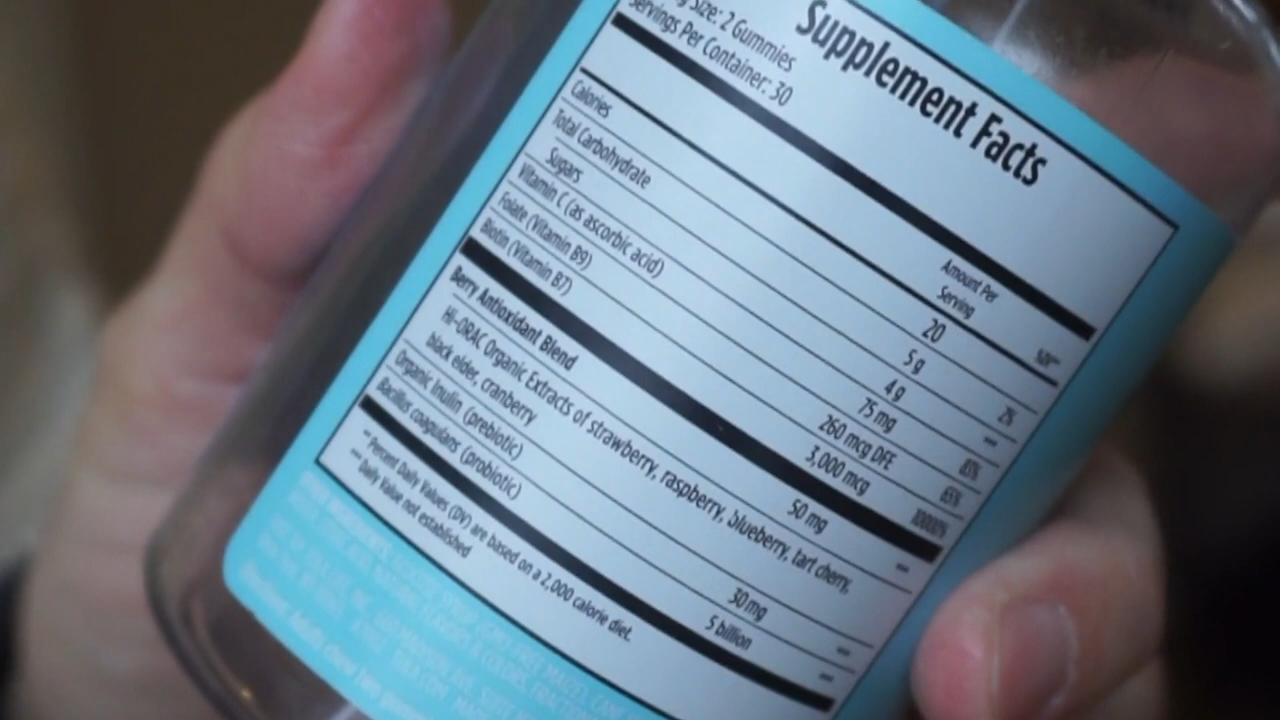 Supplement Facts
Size: 2 Gummies
Servings Per Container: 30
Amount Per
Serving
%DV**
Calories 20
Total Carbohydrate 5 g 2%
Sugars 4 g —
Vitamin C (as ascorbic acid) 75 mg 83%
Folate (Vitamin B9) 260 mcg DFE 65%
Biotin (Vitamin B7) 3,000 mcg 10000%
Berry Antioxidant Blend 50 mg —
Hi-ORAC Organic Extracts of strawberry, raspberry, blueberry, tart cherry,
black elder, cranberry
Organic Inulin (prebiotic) 30 mg —
Bacillus coagulans (probiotic) 5 billion —
** Percent Daily Values (DV) are based on a 2,000 calorie diet.
— Daily Value not established